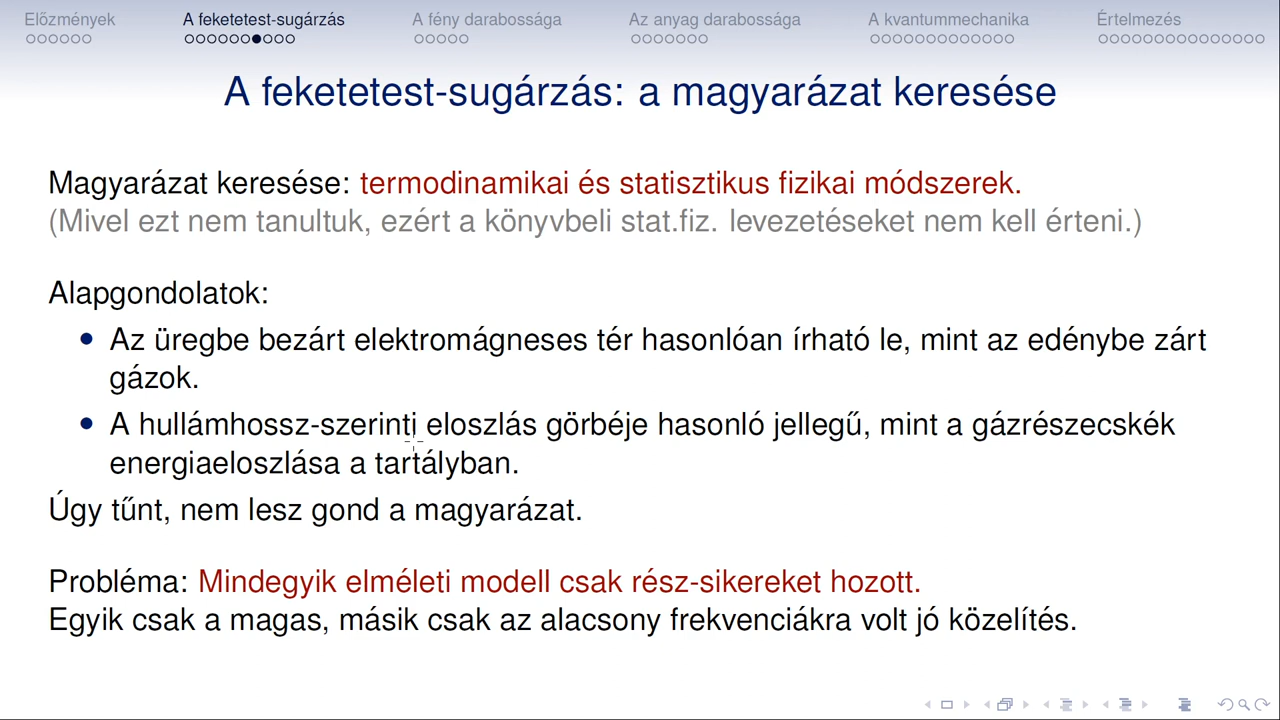 Előzmények
A feketetest-sugárzás
A fény darabossága
Az anyag darabossága
A kvantummechanika
Értelmezés
A feketetest-sugárzás: a magyarázat keresése
Magyarázat keresése: termodinamikai és statisztikus fizikai módszerek.
(Mivel ezt nem tanultuk, ezért a könyvbeli stat.fiz. levezetéseket nem kell érteni.)
Alapgondolatok:
Az üregbe bezárt elektromágneses tér hasonlóan írható le, mint az edénybe zárt
gázok.
A hullámhossz-szerinti eloszlás görbéje hasonló jellegű, mint a gázrészecskék
energiaeloszlása a tartályban.
Úgy tűnt, nem lesz gond a magyarázat.
Probléma: Mindegyik elméleti modell csak rész-sikereket hozott.
Egyik csak a magas, másik csak az alacsony frekvenciákra volt jó közelítés.